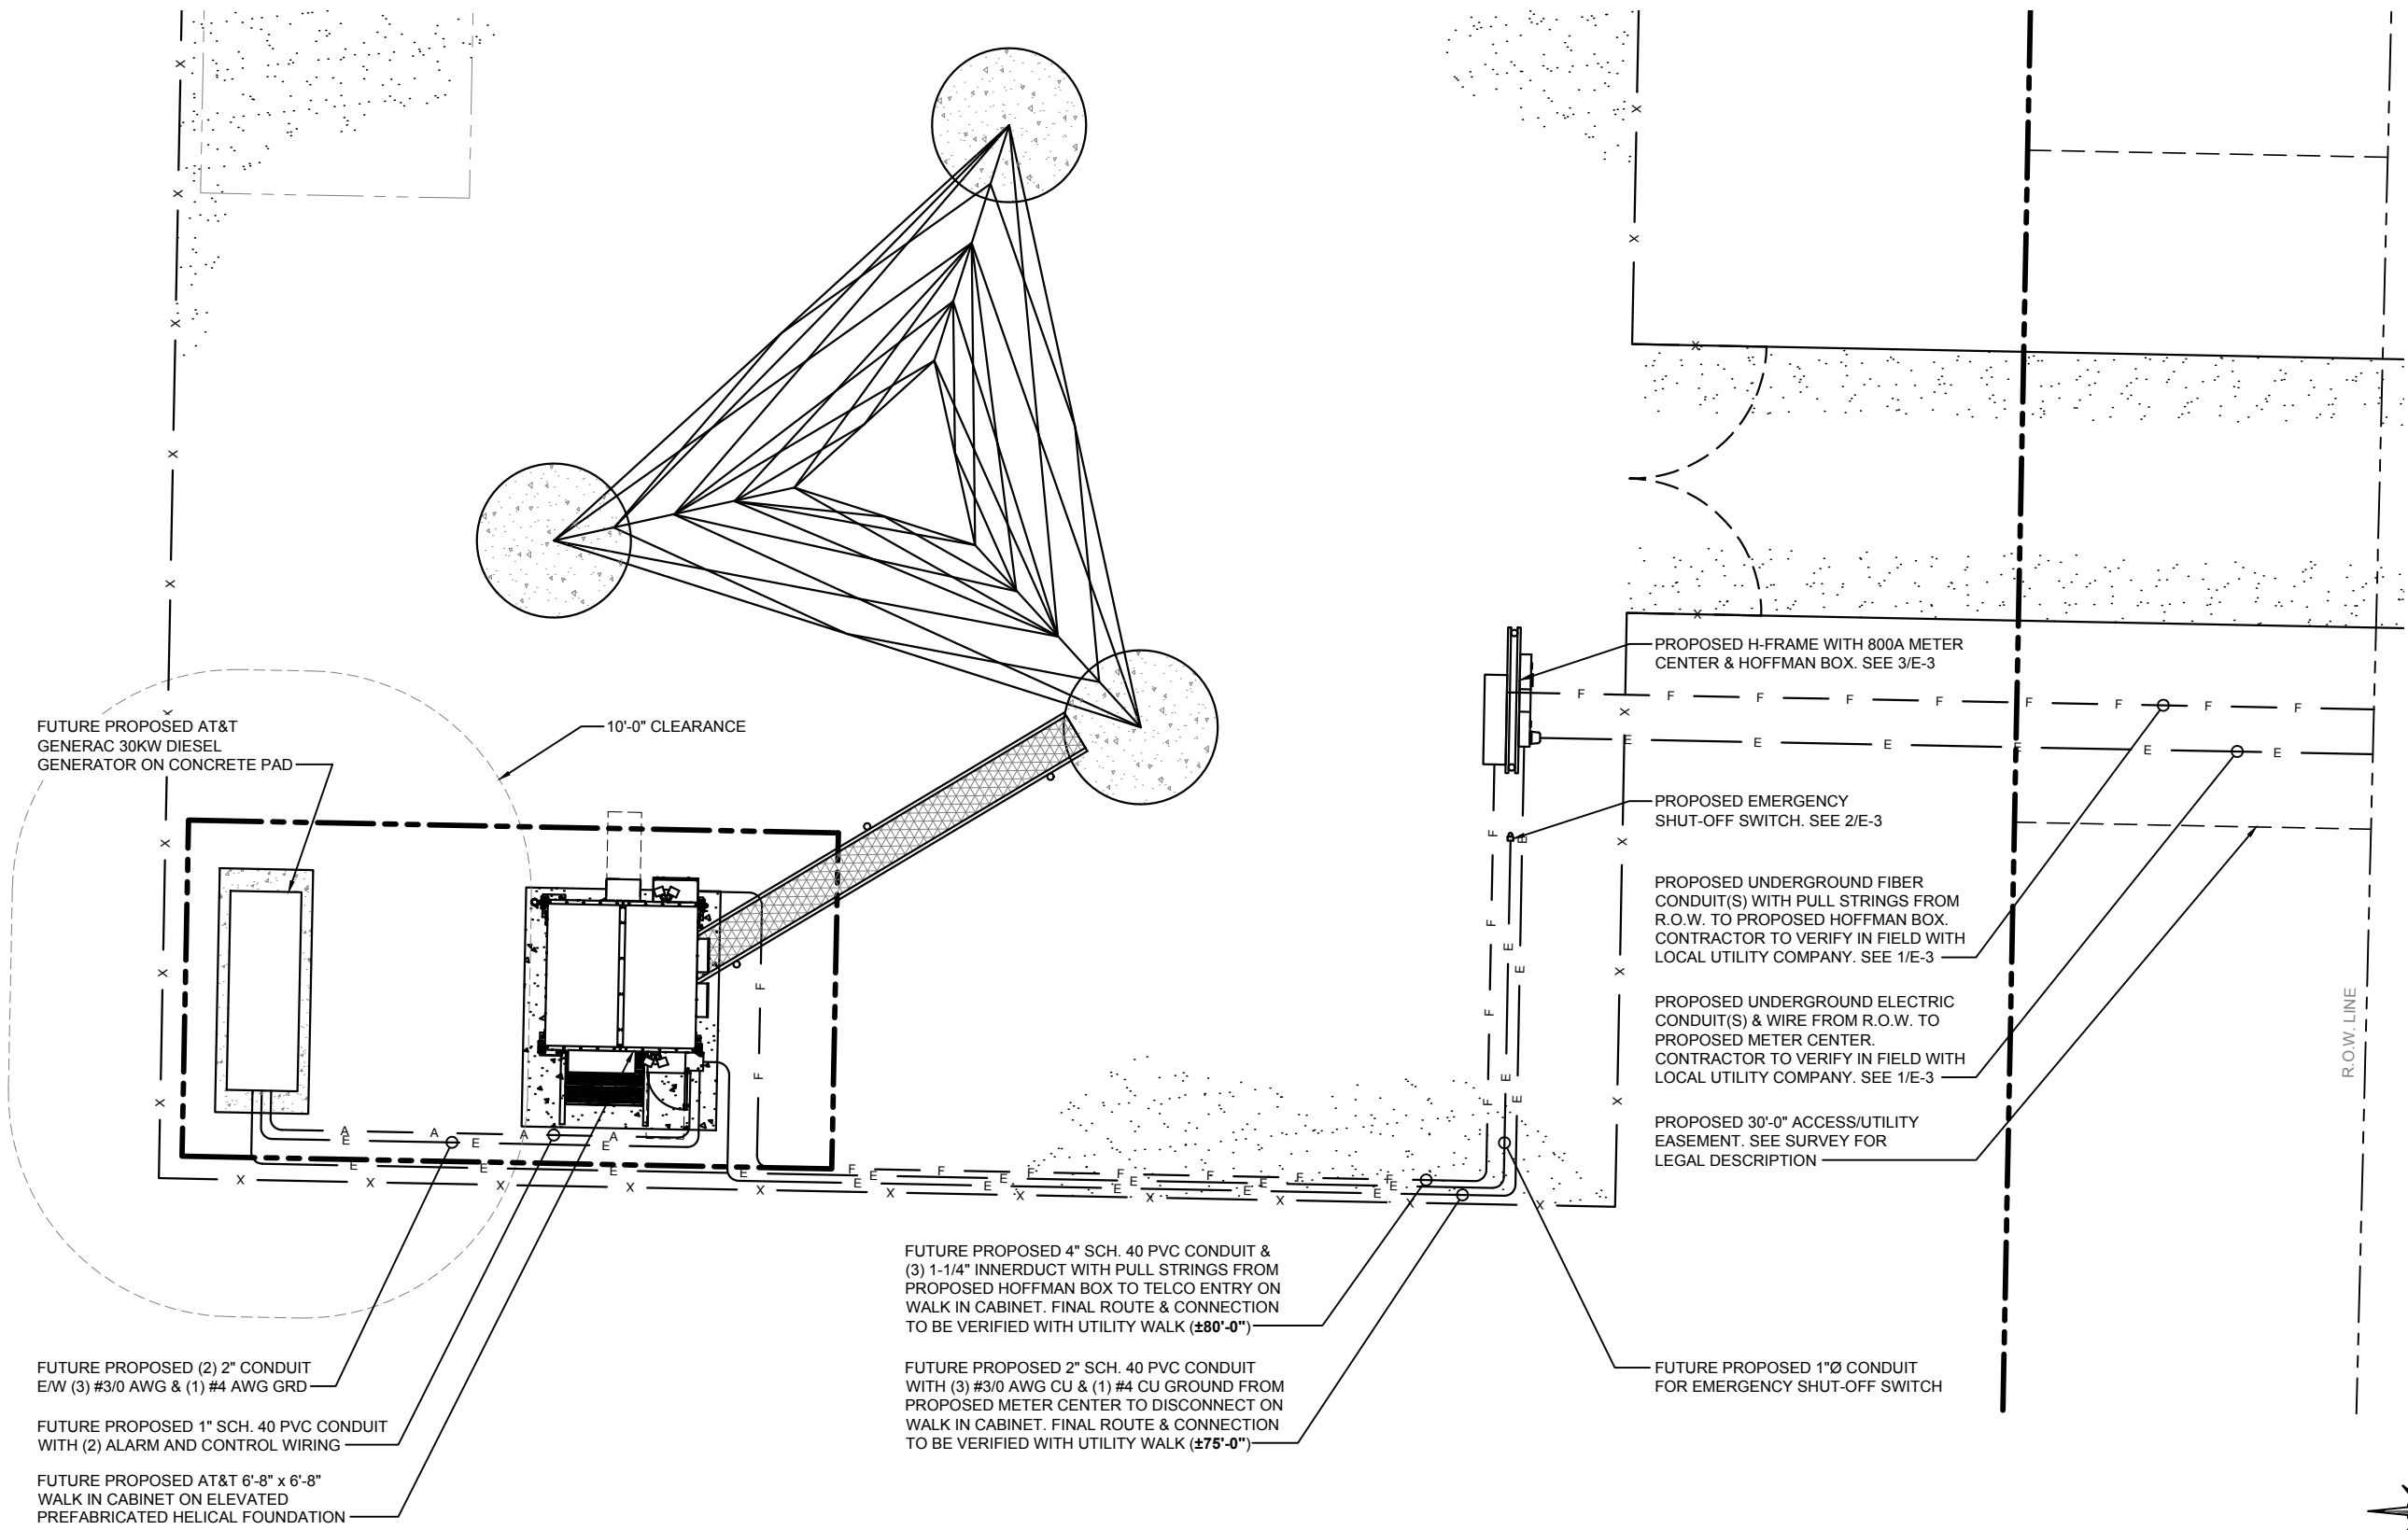 FUTURE PROPOSED AT&T
GENERAC 30KW DIESEL
GENERATOR ON CONCRETE PAD
10'-0" CLEARANCE
PROPOSED H-FRAME WITH 800A METER
CENTER & HOFFMAN BOX. SEE 3/E-3
PROPOSED EMERGENCY
SHUT-OFF SWITCH. SEE 2/E-3
PROPOSED UNDERGROUND FIBER
CONDUIT(S) WITH PULL STRINGS FROM
R.O.W. TO PROPOSED HOFFMAN BOX.
CONTRACTOR TO VERIFY IN FIELD WITH
LOCAL UTILITY COMPANY. SEE 1/E-3
PROPOSED UNDERGROUND ELECTRIC
CONDUIT(S) & WIRE FROM R.O.W. TO
PROPOSED METER CENTER.
CONTRACTOR TO VERIFY IN FIELD WITH
LOCAL UTILITY COMPANY. SEE 1/E-3
PROPOSED 30'-0" ACCESS/UTILITY
EASEMENT. SEE SURVEY FOR
LEGAL DESCRIPTION
R.O.W. LINE
FUTURE PROPOSED 4" SCH. 40 PVC CONDUIT &
(3) 1-1/4" INNERDUCT WITH PULL STRINGS FROM
PROPOSED HOFFMAN BOX TO TELCO ENTRY ON
WALK IN CABINET. FINAL ROUTE & CONNECTION
TO BE VERIFIED WITH UTILITY WALK (±80'-0")
FUTURE PROPOSED 2" SCH. 40 PVC CONDUIT
WITH (3) #3/0 AWG CU & (1) #4 CU GROUND FROM
PROPOSED METER CENTER TO DISCONNECT ON
WALK IN CABINET. FINAL ROUTE & CONNECTION
TO BE VERIFIED WITH UTILITY WALK (±75'-0")
FUTURE PROPOSED 1"Ø CONDUIT
FOR EMERGENCY SHUT-OFF SWITCH
FUTURE PROPOSED (2) 2" CONDUIT
E/W (3) #3/0 AWG & (1) #4 AWG GRD
FUTURE PROPOSED 1" SCH. 40 PVC CONDUIT
WITH (2) ALARM AND CONTROL WIRING
FUTURE PROPOSED AT&T 6'-8" x 6'-8"
WALK IN CABINET ON ELEVATED
PREFABRICATED HELICAL FOUNDATION